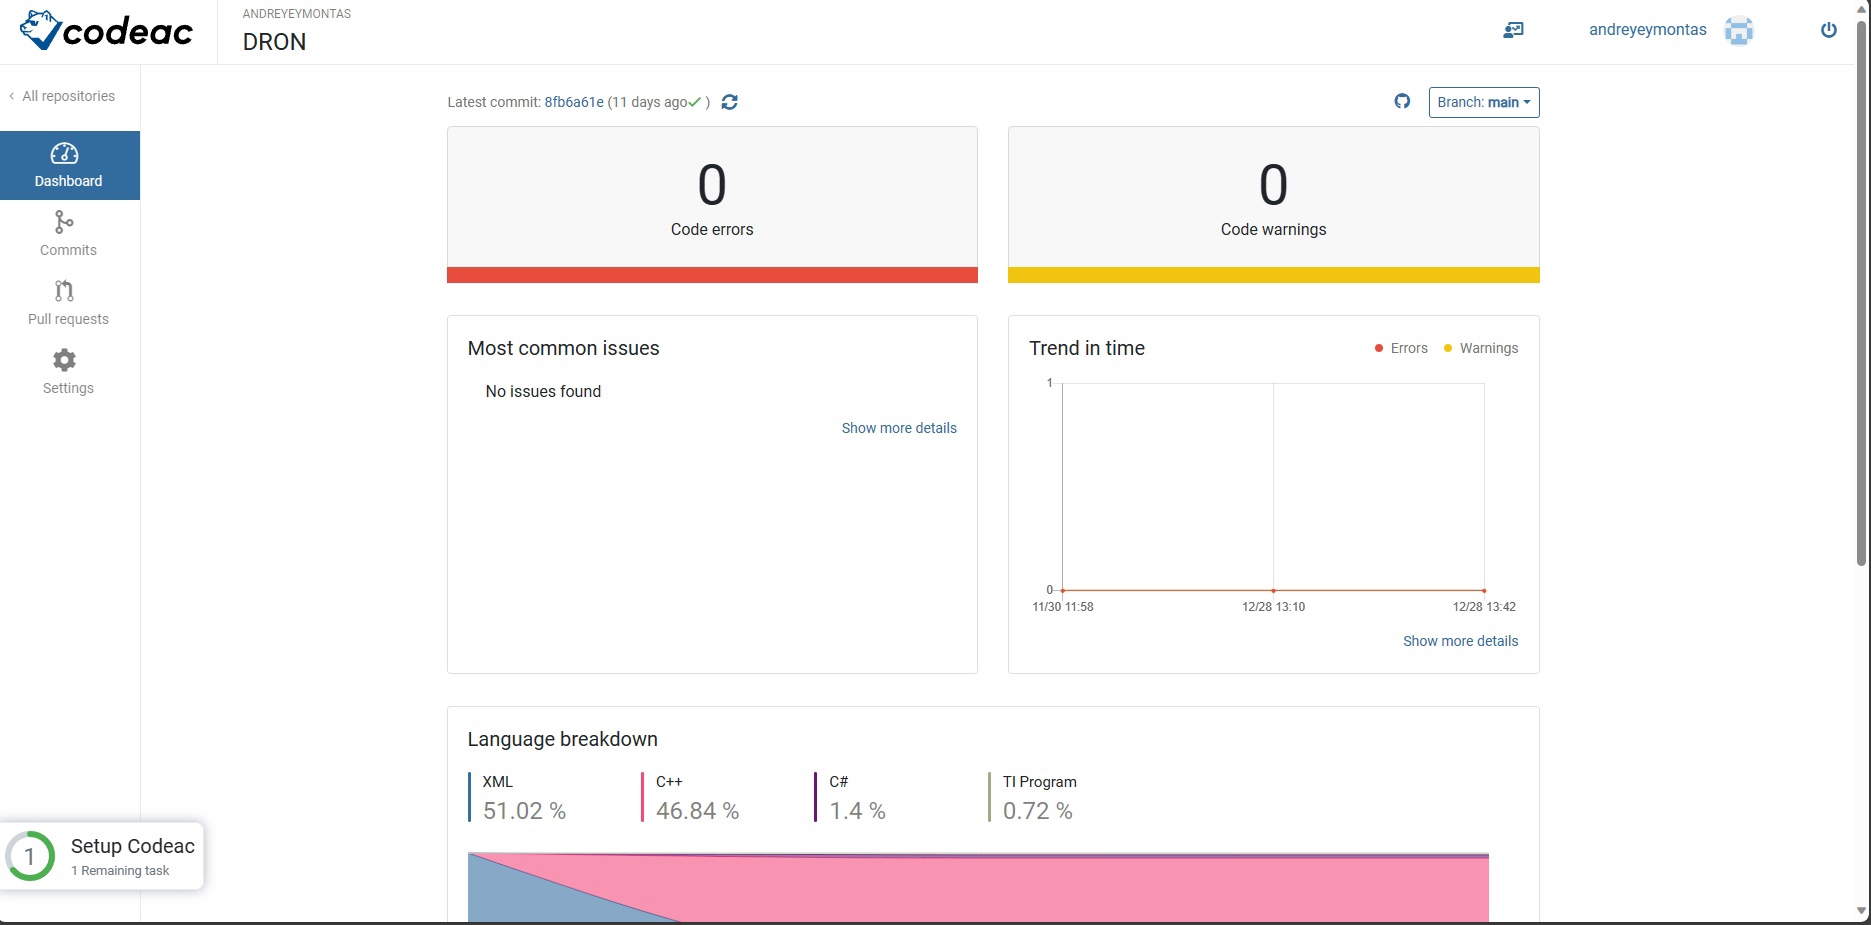 codeac
ANDREYEYMONTAS
DRON
andreyeymontas
All repositories
Dashboard
Commits
Pull requests
Settings
Latest commit: 8fb6a61e (11 days ago )
Branch: main
0
Code errors
0
Code warnings
Most common issues
No issues found
Show more details
Trend in time
Errors
Warnings
1
0
11/30 11:58
12/28 13:10
12/28 13:42
Show more details
Language breakdown
XML
51.02 %
C++
46.84 %
C#
1.4 %
TI Program
0.72 %
1
Setup Codeac
1 Remaining task